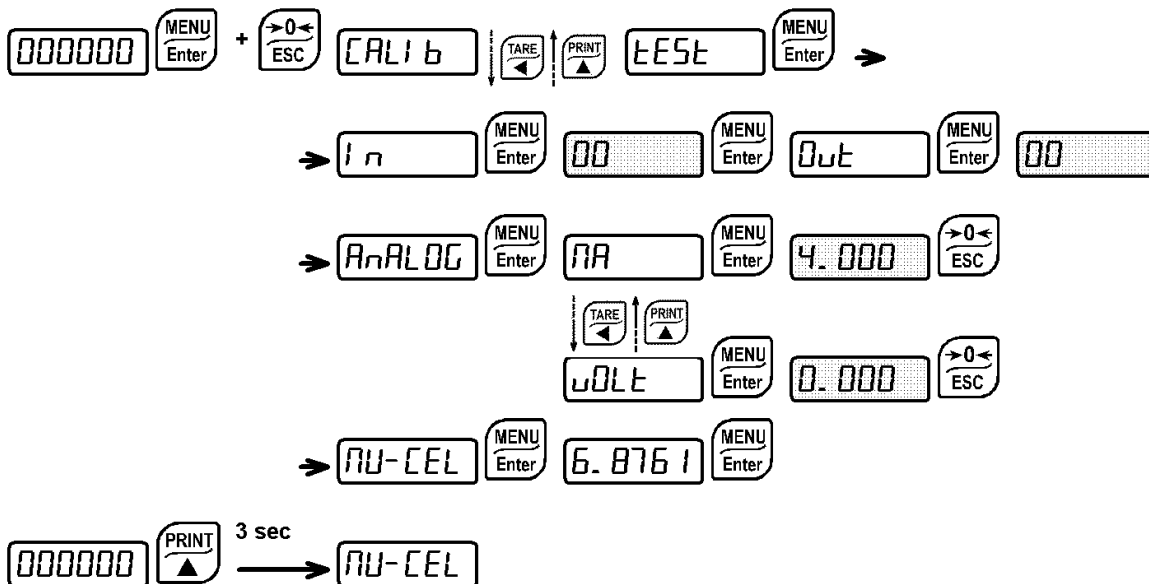 000000 MENU Enter + →0← ESC CALIb TARE PRINT tESt MENU Enter
In MENU Enter 00 MENU Enter Out MENU Enter 00
AnALOG MENU Enter MA MENU Enter 4.000 →0← ESC
TARE PRINT
vOLt MENU Enter 0.000 →0← ESC
MU-CEL MENU Enter 6.8761 MENU Enter
000000 PRINT 3 sec MU-CEL